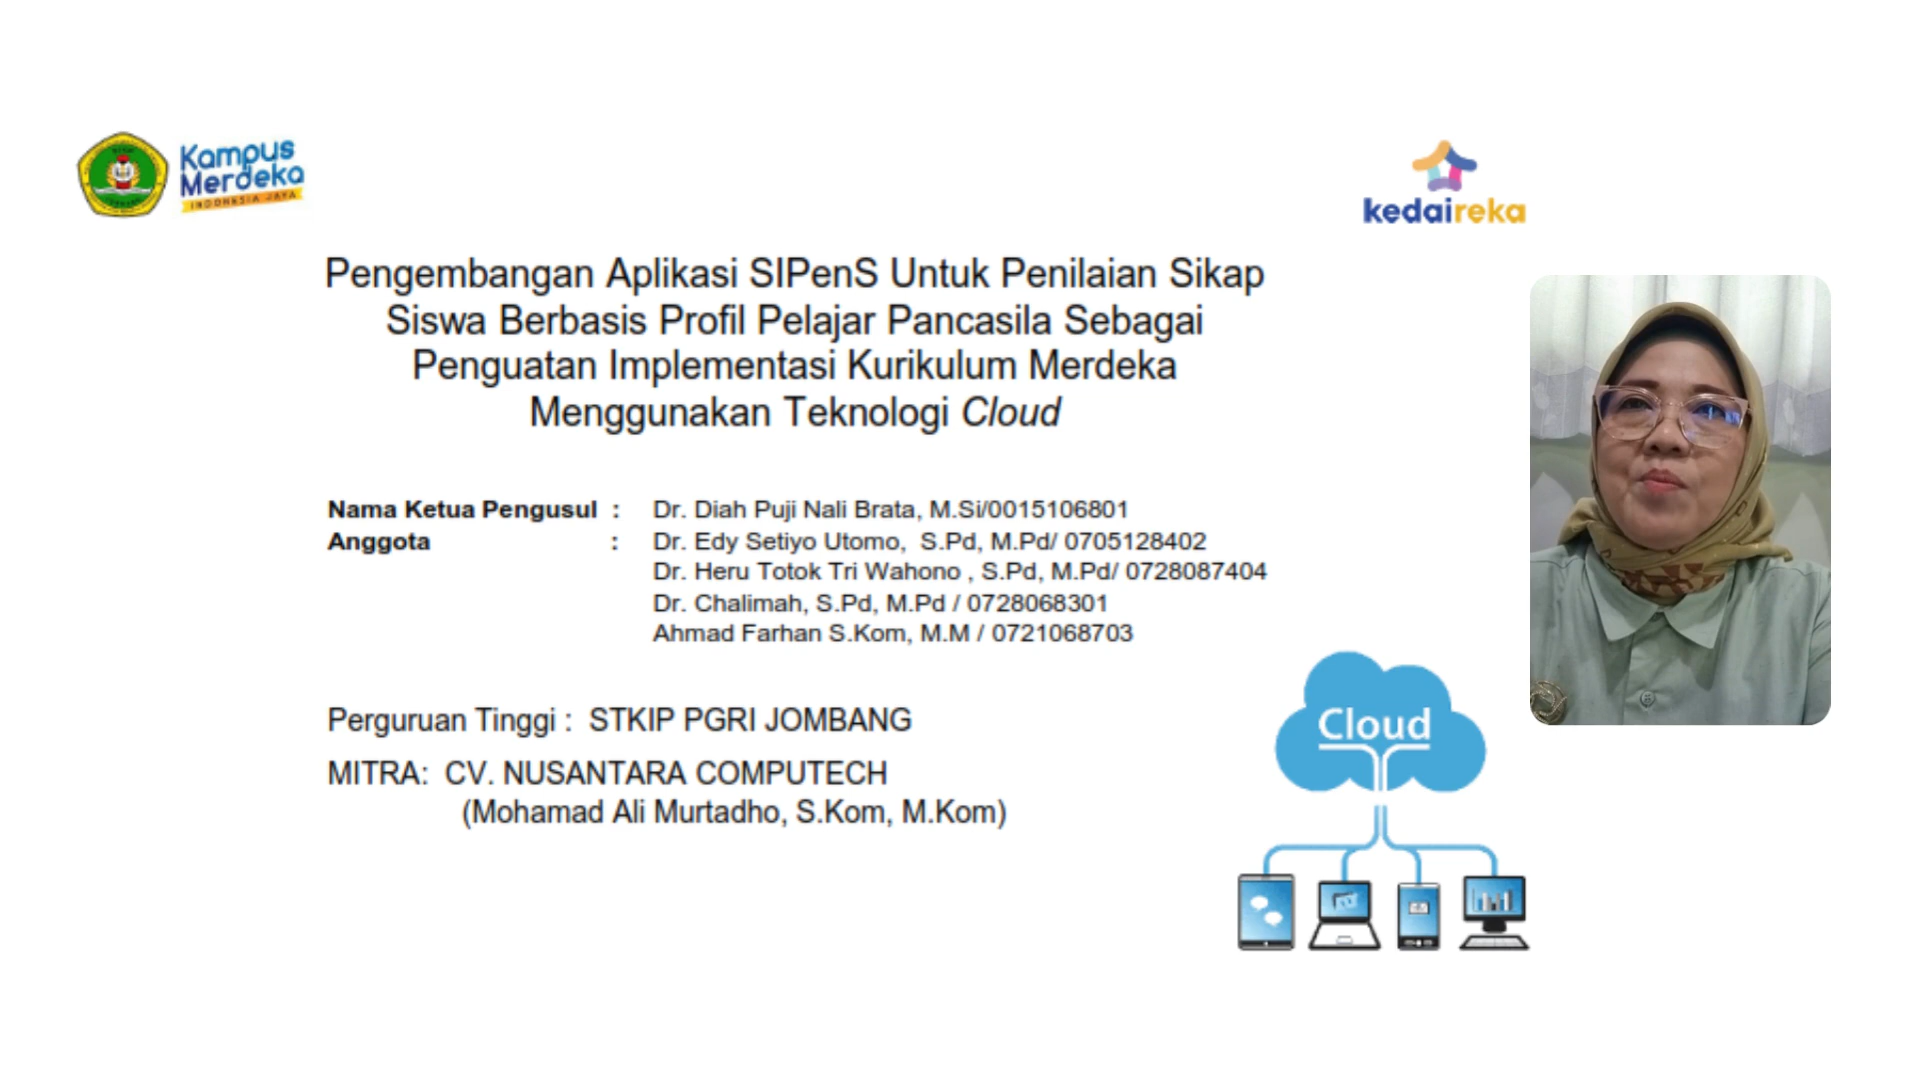 Kampus
Merdeka
INDONESIA JAYA
kedaireka
Pengembangan Aplikasi SIPenS Untuk Penilaian Sikap
Siswa Berbasis Profil Pelajar Pancasila Sebagai
Penguatan Implementasi Kurikulum Merdeka
Menggunakan Teknologi Cloud
Nama Ketua Pengusul : Dr. Diah Puji Nali Brata, M.Si/0015106801
Anggota : Dr. Edy Setiyo Utomo, S.Pd, M.Pd/ 0705128402
Dr. Heru Totok Tri Wahono , S.Pd, M.Pd/ 0728087404
Dr. Chalimah, S.Pd, M.Pd / 0728068301
Ahmad Farhan S.Kom, M.M / 0721068703
Perguruan Tinggi : STKIP PGRI JOMBANG
MITRA: CV. NUSANTARA COMPUTECH
(Mohamad Ali Murtadho, S.Kom, M.Kom)
Cloud